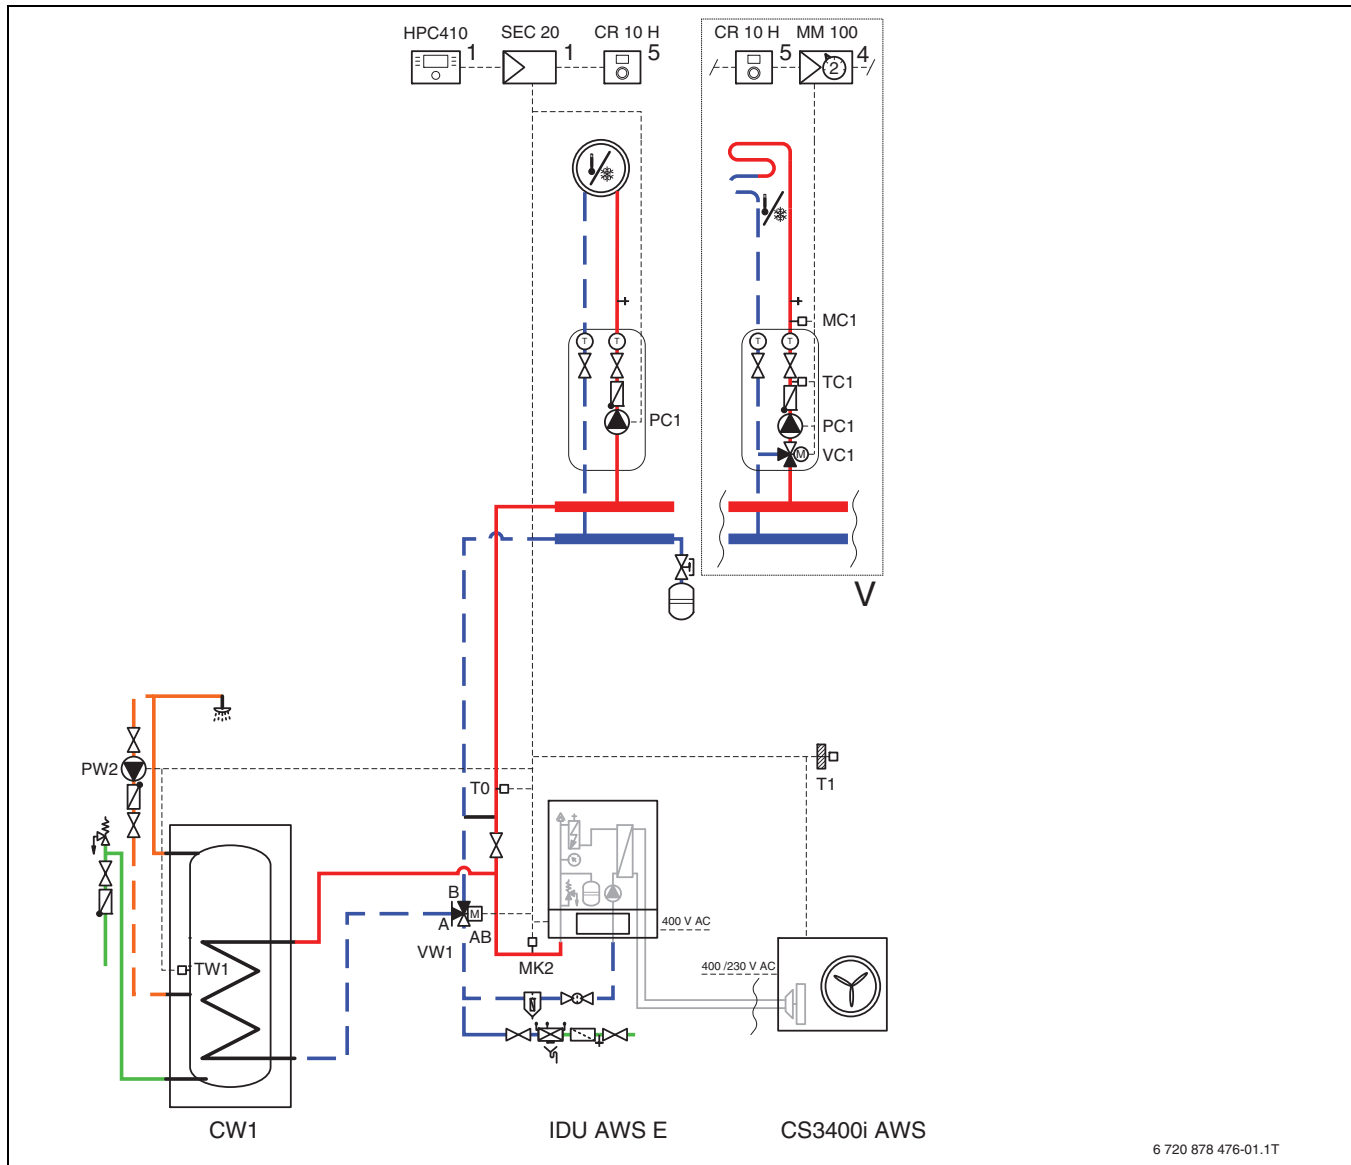 HPC410 SEC 20 CR 10 H CR 10 H MM 100
1 1 5 5 4
2
T T T T
MC1
TC1
PC1 PC1
M VC1
V
PW2
T0
T1
B
A M
AB
VW1
400 V AC
TW1
MK2
400 /230 V AC
CW1 IDU AWS E CS3400i AWS
6 720 878 476-01.1T